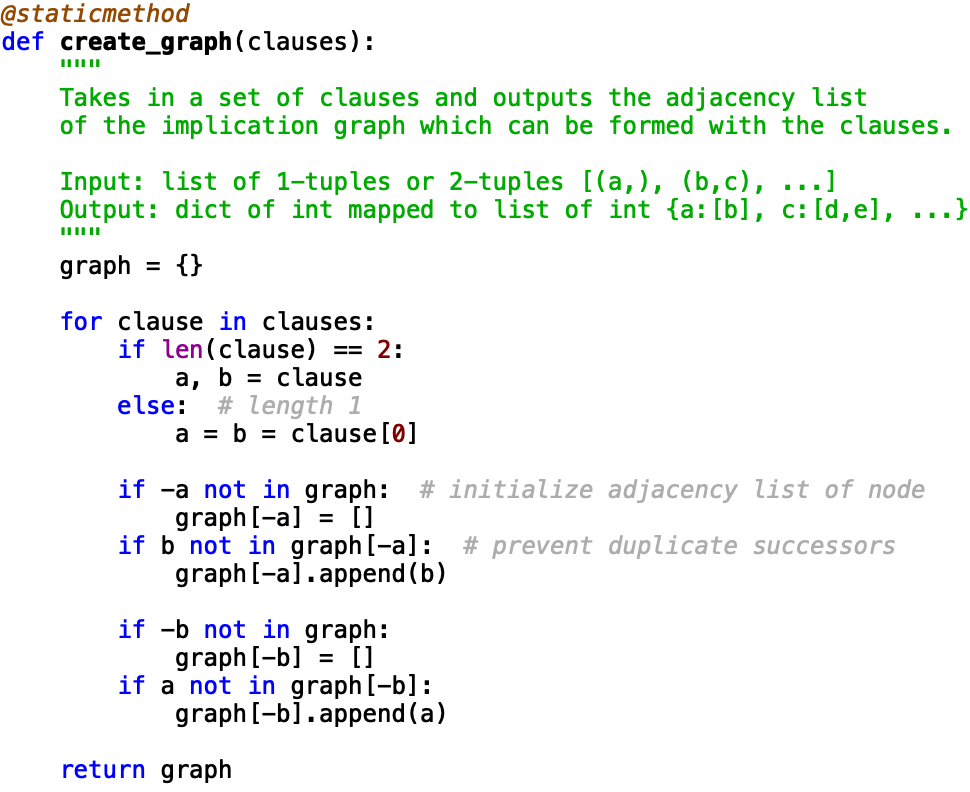 @staticmethod
def create_graph(clauses):
    """
    Takes in a set of clauses and outputs the adjacency list
    of the implication graph which can be formed with the clauses.

    Input: list of 1-tuples or 2-tuples [(a,), (b,c), ...]
    Output: dict of int mapped to list of int {a:[b], c:[d,e], ...}
    """
    graph = {}

    for clause in clauses:
        if len(clause) == 2:
            a, b = clause
        else:  # length 1
            a = b = clause[0]

        if -a not in graph:  # initialize adjacency list of node
            graph[-a] = []
        if b not in graph[-a]:  # prevent duplicate successors
            graph[-a].append(b)

        if -b not in graph:
            graph[-b] = []
        if a not in graph[-b]:
            graph[-b].append(a)

    return graph